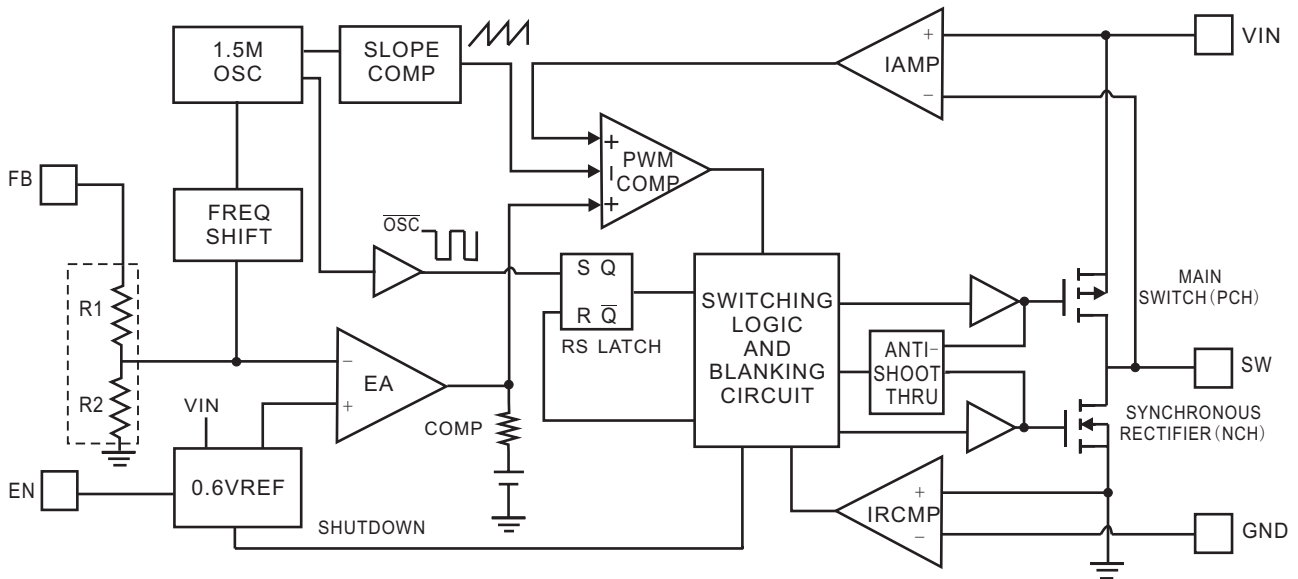 1.5M
OSC
SLOPE
COMP
+
IAMP
−
VIN
FB
FREQ
SHIFT
+
PWM
I
COMP
+
OSC
S Q
R Q
RS LATCH
R1
R2
VIN
−
EA
+
COMP
SWITCHING
LOGIC
AND
BLANKING
CIRCUIT
ANTI-
SHOOT
THRU
MAIN
SWITCH(PCH)
SW
SYNCHRONOUS
RECTIFIER(NCH)
EN
0.6VREF
SHUTDOWN
+
IRCMP
−
GND